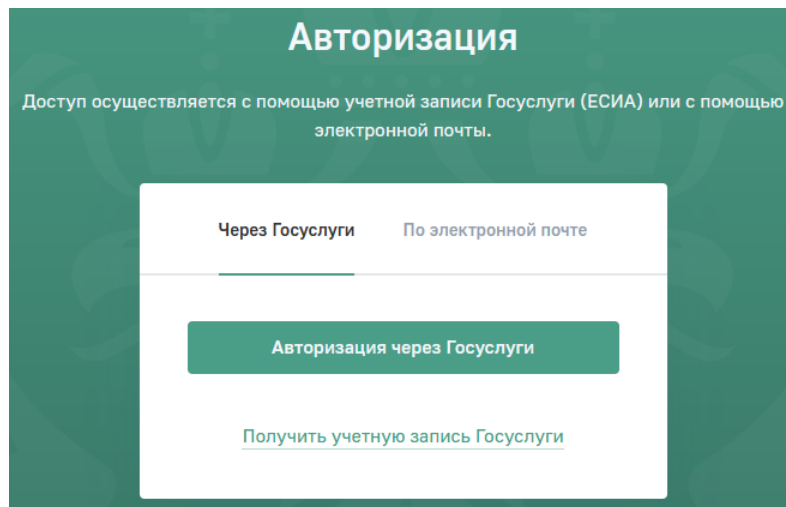 Авторизация
Доступ осуществляется с помощью учетной записи Госуслуги (ЕСИА) или с помощью
электронной почты.
Через Госуслуги
По электронной почте
Авторизация через Госуслуги
Получить учетную запись Госуслуги